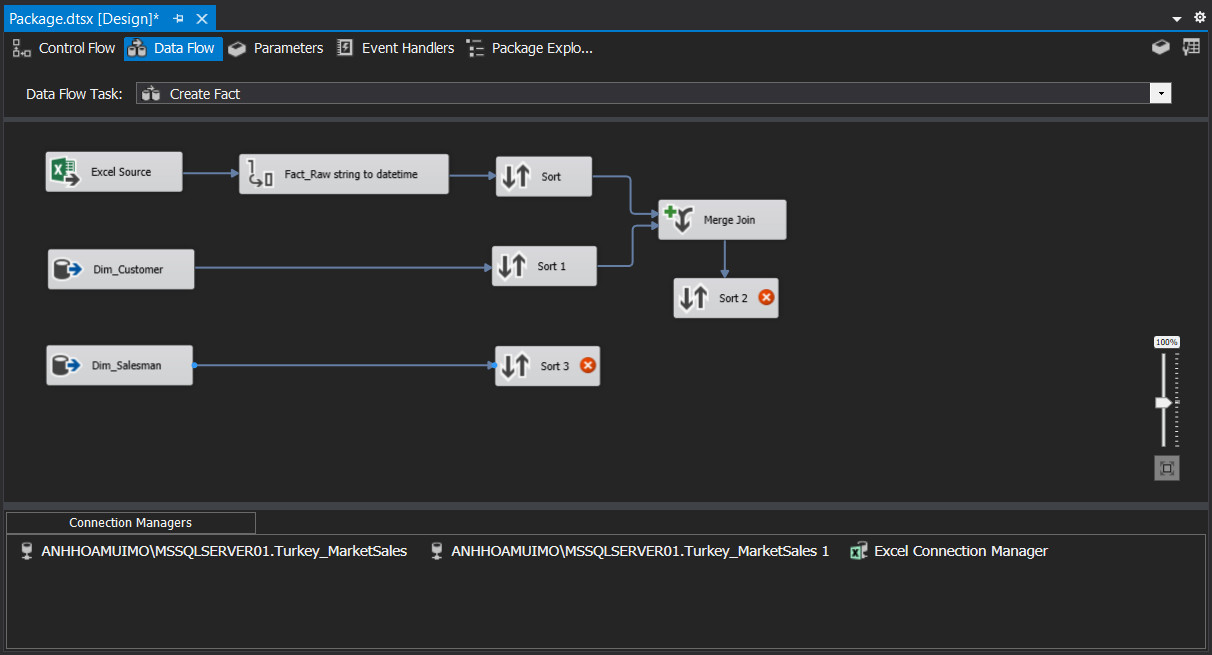 Package.dtsx [Design]*
Control Flow Data Flow Parameters Event Handlers Package Explo...
Data Flow Task: Create Fact
Excel Source
Fact_Raw string to datetime
Sort
Merge Join
Dim_Customer
Sort 1
Sort 2
Dim_Salesman
Sort 3
100%
Connection Managers
ANHHOAMUIMO\MSSQLSERVER01.Turkey_MarketSales ANHHOAMUIMO\MSSQLSERVER01.Turkey_MarketSales 1 Excel Connection Manager